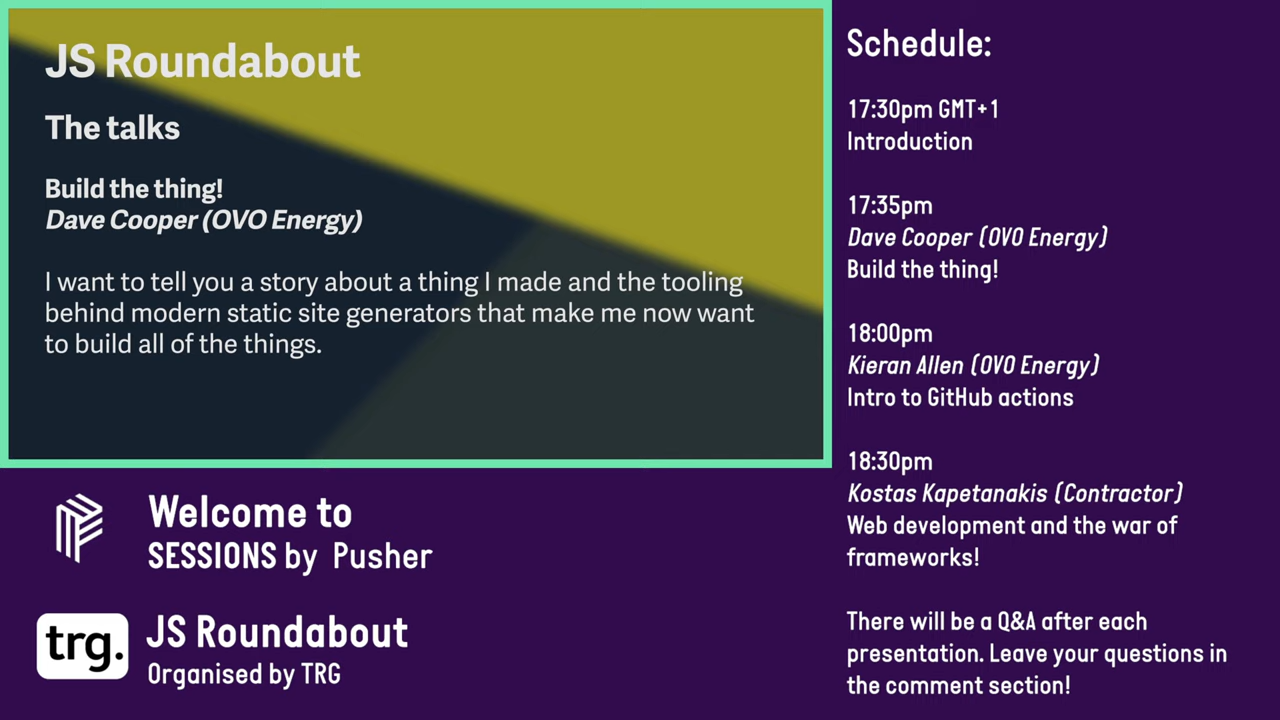 JS Roundabout
The talks
Build the thing!
Dave Cooper (OVO Energy)
I want to tell you a story about a thing I made and the tooling
behind modern static site generators that make me now want
to build all of the things.
Welcome to
SESSIONS by Pusher
trg.
JS Roundabout
Organised by TRG
Schedule:
17:30pm GMT+1
Introduction
17:35pm
Dave Cooper (OVO Energy)
Build the thing!
18:00pm
Kieran Allen (OVO Energy)
Intro to GitHub actions
18:30pm
Kostas Kapetanakis (Contractor)
Web development and the war of
frameworks!
There will be a Q&A after each
presentation. Leave your questions in
the comment section!